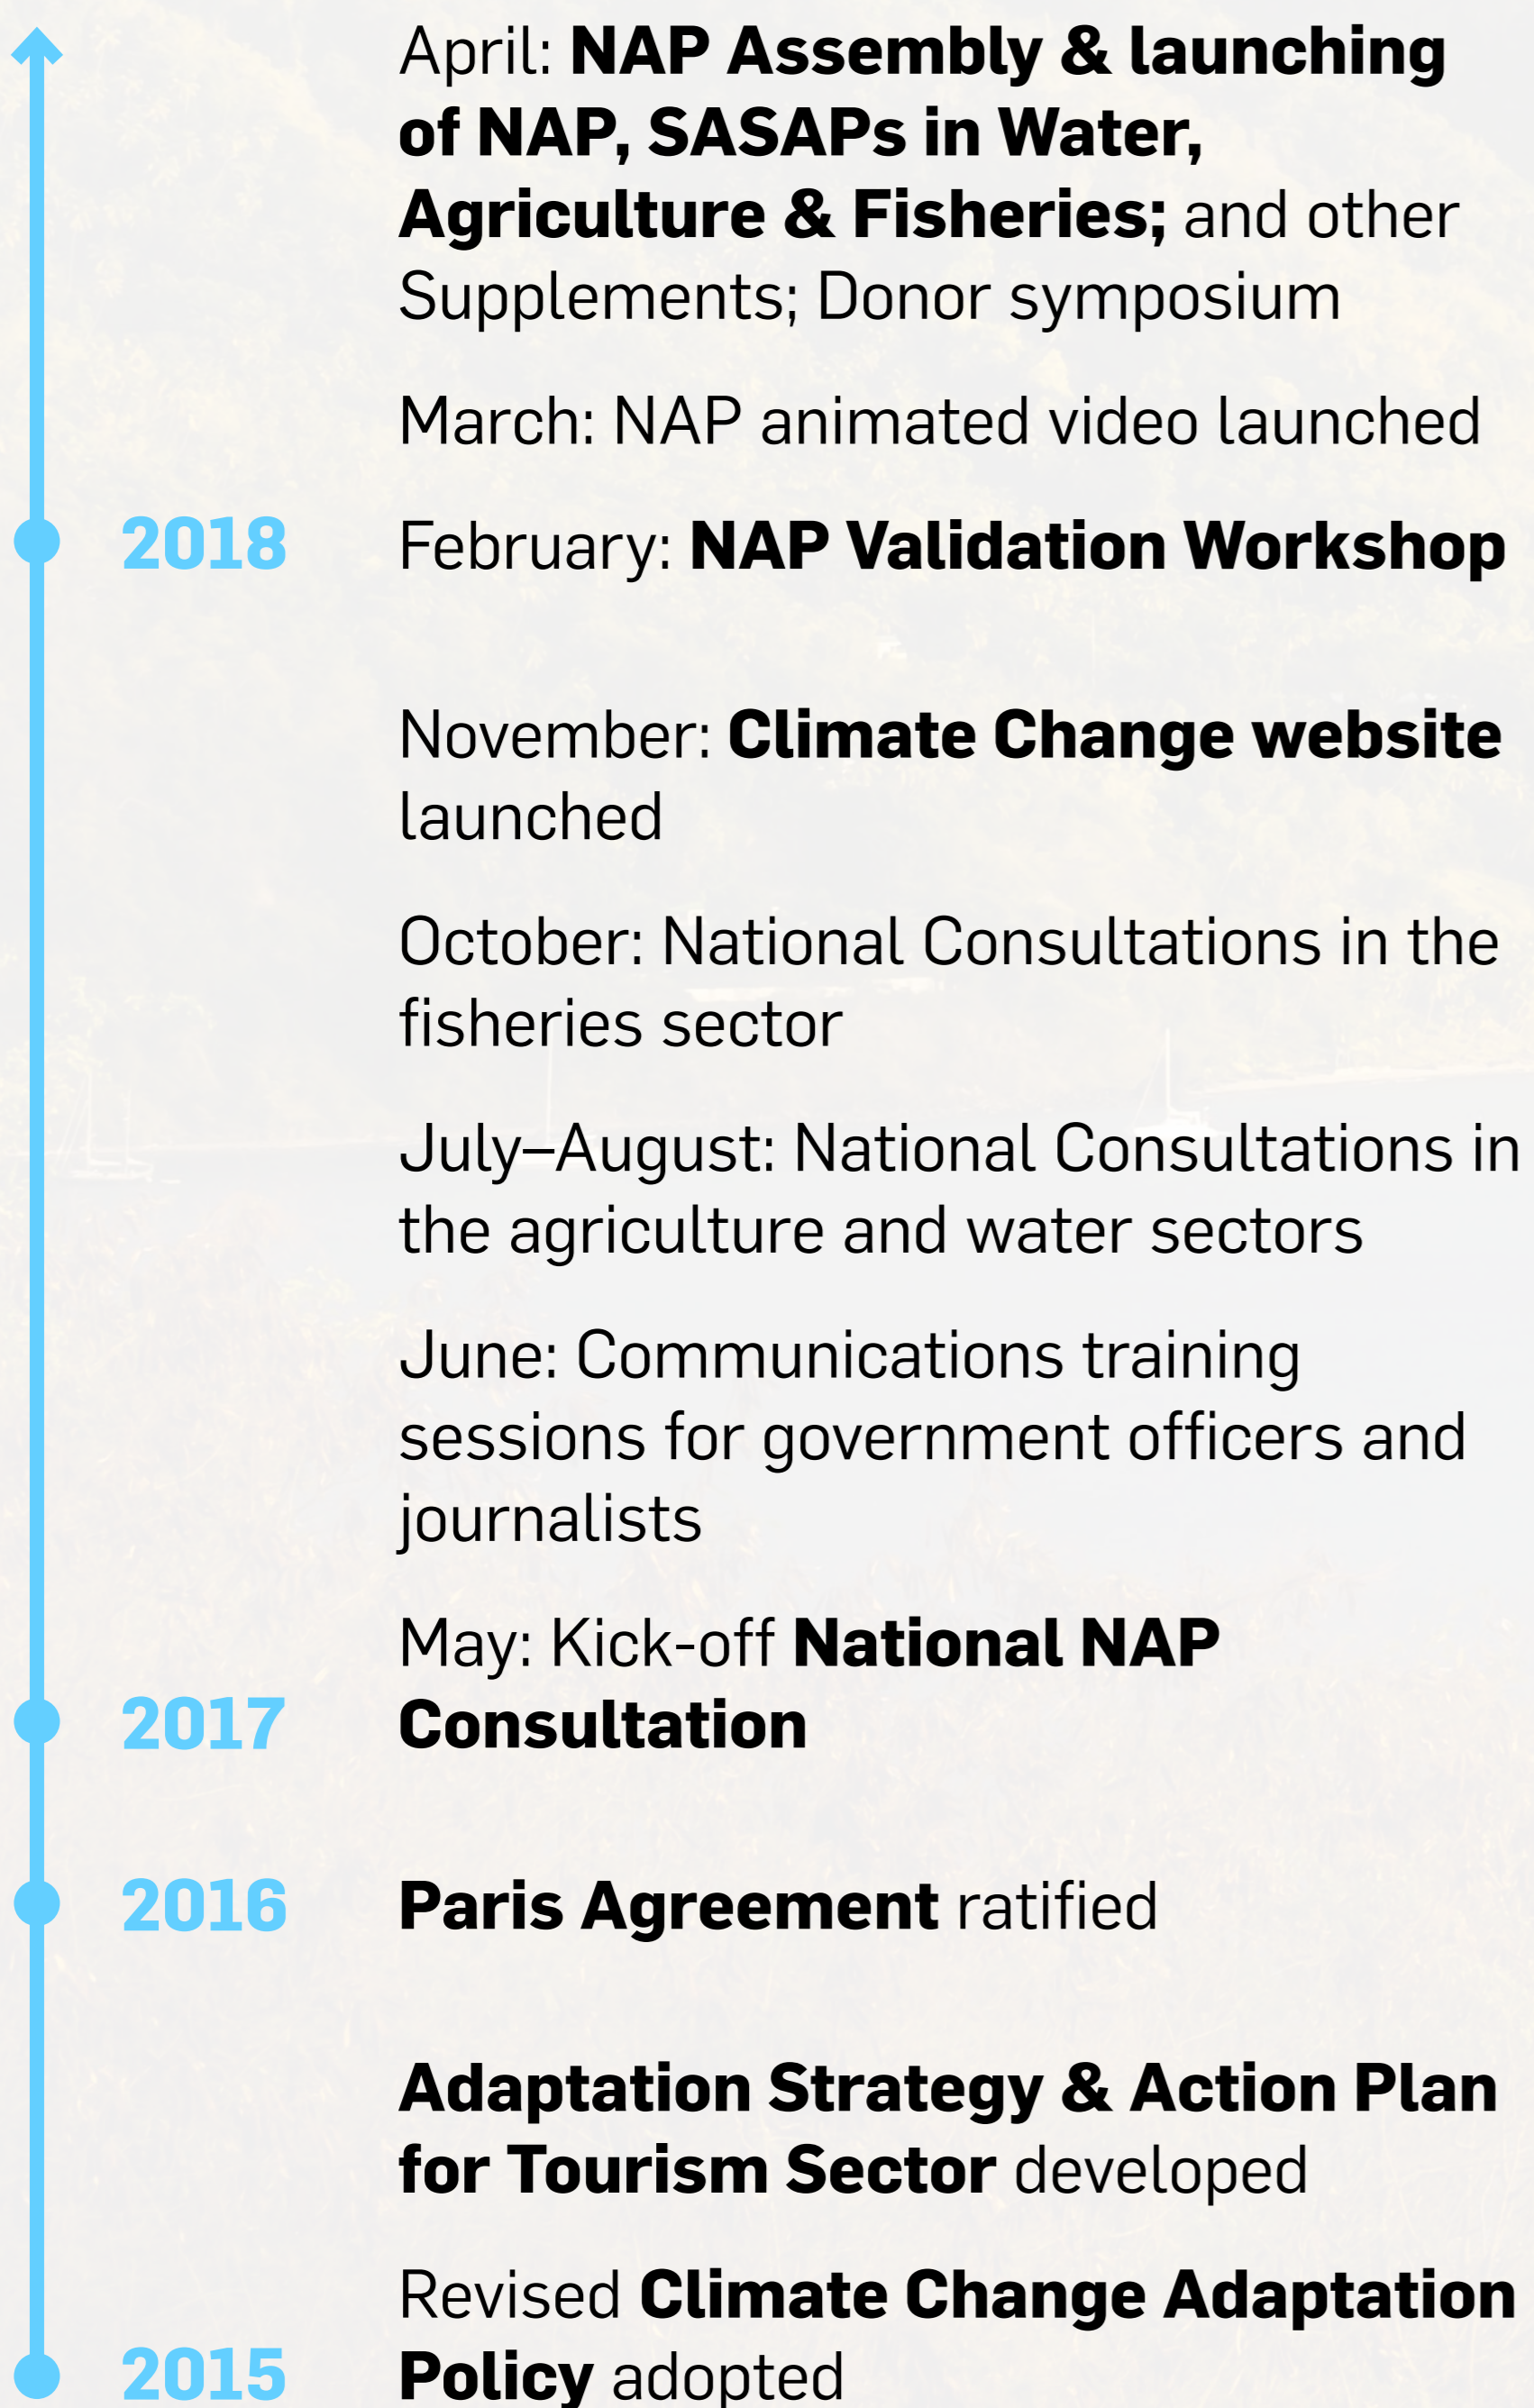 April: NAP Assembly & launching
of NAP, SASAPs in Water,
Agriculture & Fisheries; and other
Supplements; Donor symposium
March: NAP animated video launched
2018 February: NAP Validation Workshop
November: Climate Change website
launched
October: National Consultations in the
fisheries sector
July–August: National Consultations in
the agriculture and water sectors
June: Communications training
sessions for government officers and
journalists
May: Kick-off National NAP
2017 Consultation
2016 Paris Agreement ratified
Adaptation Strategy & Action Plan
for Tourism Sector developed
Revised Climate Change Adaptation
2015 Policy adopted